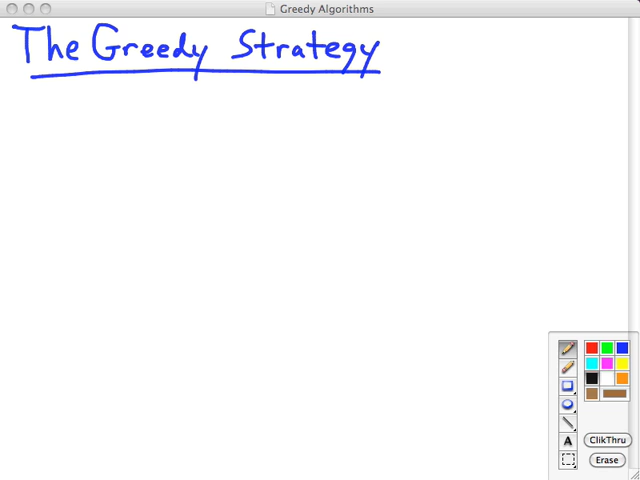 Greedy Algorithms
The Greedy Strategy
A
ClikThru
Erase